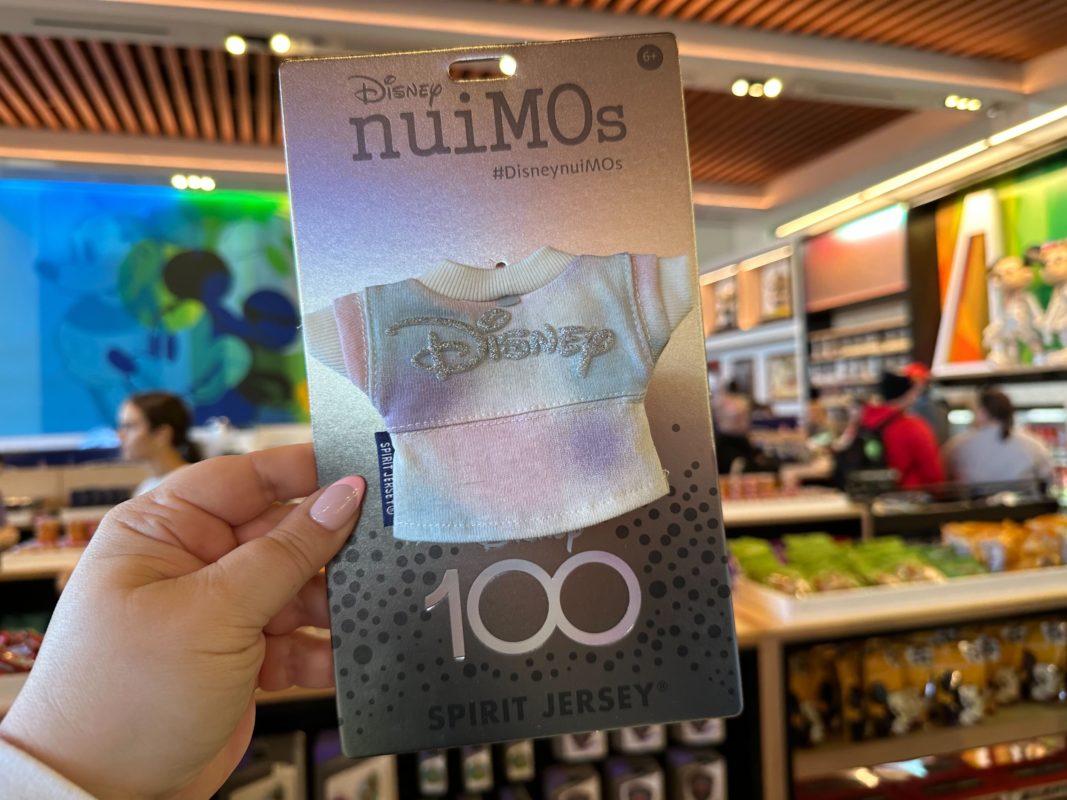 6+
Disney
nuiMOs
#DisneynuiMOs
Disney
SPIRIT JERSEY®
100
SPIRIT JERSEY®